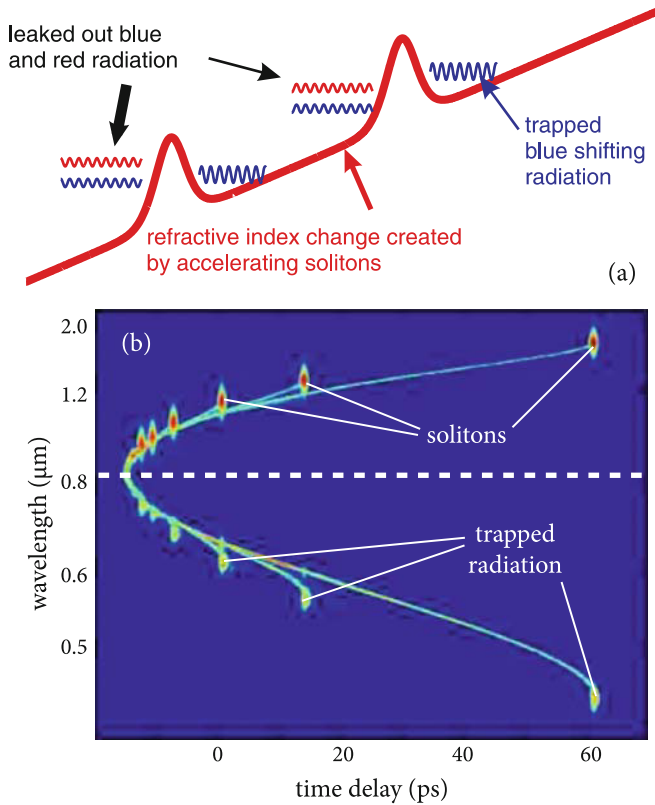 leaked out blue
and red radiation
trapped
blue shifting
radiation
refractive index change created
by accelerating solitons
(a)
(b)
2.0
1.2
0.8
0.6
0.5
wavelength (μm)
solitons
trapped
radiation
0 20 40 60
time delay (ps)